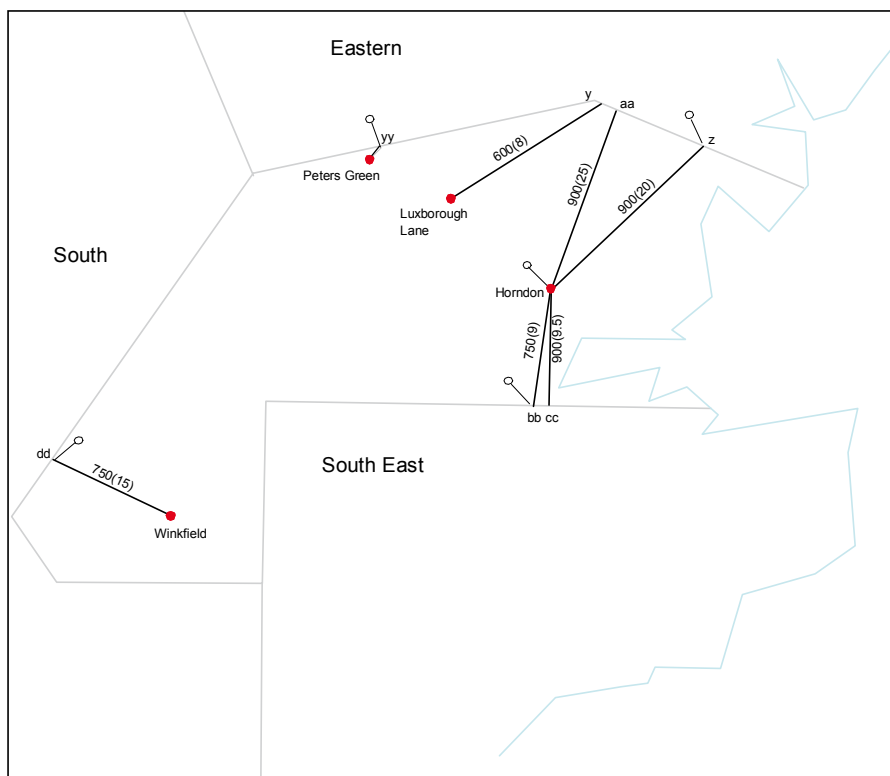 Eastern
y
aa
yy
z
600(8)
Peters Green
900(25)
900(20)
Luxborough
Lane
South
Horndon
750(9)
900(9.5)
bb cc
dd
South East
750(15)
Winkfield